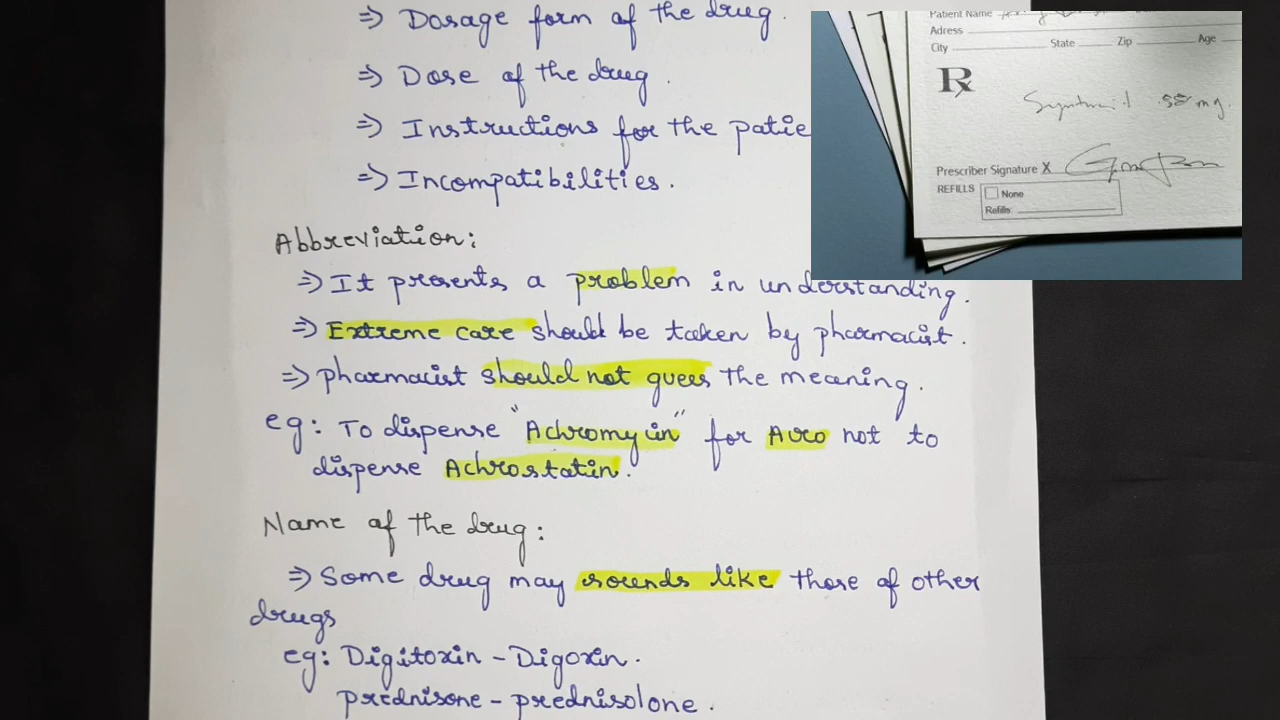 ⇒ Dosage form of the drug.
⇒ Dose of the drug.
⇒ Instructions for the patie
⇒ Incompatibilities.
Abbreviation:
⇒ It presents a problem in understanding.
⇒ Extreme care should be taken by pharmacist.
⇒ pharmacist should not guess the meaning.
eg: To dispense "Achromycin" for Acro not to
dispense Achrostatin.
Name of the drug:
⇒ Some drug may sounds like those of other
drugs
eg: Digitoxin - Digoxin.
prednisone - prednisolone.
Patient Name
Adress
City State Zip Age
Rx
mg.
Prescriber Signature X
REFILLS None
Refills: